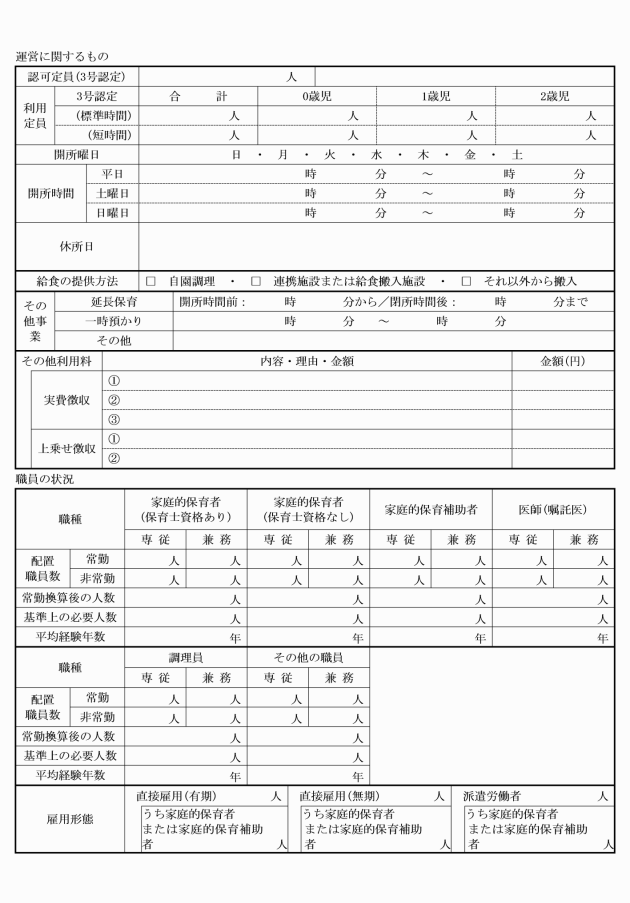 運営に関するもの
認可定員(3号認定) 人
利用定員 3号認定 合計 0歳児 1歳児 2歳児
(標準時間) 人 人 人 人
(短時間) 人 人 人 人
開所曜日 日 ・ 月 ・ 火 ・ 水 ・ 木 ・ 金 ・ 土
開所時間 平日 時 分 ～ 時 分
土曜日 時 分 ～ 時 分
日曜日 時 分 ～ 時 分
休所日
給食の提供方法 □ 自園調理 ・ □ 連携施設または給食搬入施設 ・ □ それ以外から搬入
その他事業 延長保育 開所時間前： 時 分から／閉所時間後： 時 分まで
一時預かり 時 分 ～ 時 分
その他
その他利用料 内容・理由・金額 金額(円)
実費徴収 ①
②
③
上乗せ徴収 ①
②
職員の状況
職種 家庭的保育者(保育士資格あり) 家庭的保育者(保育士資格なし) 家庭的保育補助者 医師(嘱託医)
専従 兼務 専従 兼務 専従 兼務 専従 兼務
配置職員数 常勤 人 人 人 人 人 人 人 人
非常勤 人 人 人 人 人 人 人 人
常勤換算後の人数 人 人 人 人
基準上の必要人数 人 人 人 人
平均経験年数 年 年 年 年
職種 調理員 その他の職員
専従 兼務 専従 兼務
配置職員数 常勤 人 人 人 人
非常勤 人 人 人 人
常勤換算後の人数 人 人
基準上の必要人数 人 人
平均経験年数 年 年
雇用形態 直接雇用(有期) 人 直接雇用(無期) 人 派遣労働者 人
うち家庭的保育者 うち家庭的保育者 うち家庭的保育者
または家庭的保育補助 または家庭的保育補助 または家庭的保育補助
者 人 者 人 者 人